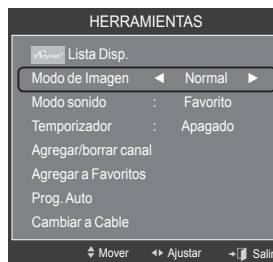 HERRAMIENTAS
Anynet+ Lista Disp.
Modo de Imagen ◄ Normal ►
Modo sonido : Favorito
Temporizador : Apagado
Agregar/borrar canal
Agregar a Favoritos
Prog. Auto
Cambiar a Cable
Mover Ajustar Salir